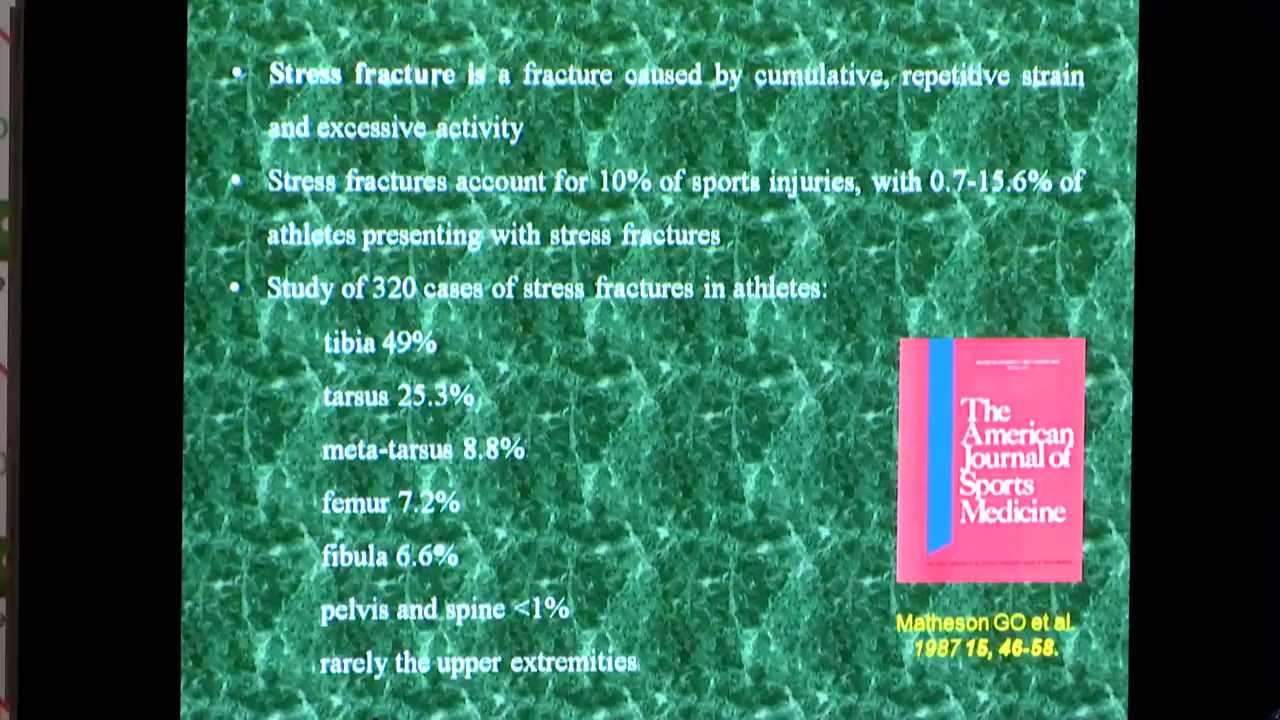 • Stress fracture is a fracture caused by cumulative, repetitive strain
and excessive activity
• Stress fractures account for 10% of sports injuries, with 0.7-15.6% of
athletes presenting with stress fractures
• Study of 320 cases of stress fractures in athletes:
tibia 49%
tarsus 25.3%
meta-tarsus 8.8%
femur 7.2%
fibula 6.6%
pelvis and spine <1%
rarely the upper extremities
The
American
Journal of
Sports
Medicine
Matheson GO et al.
1987 15, 46-58.